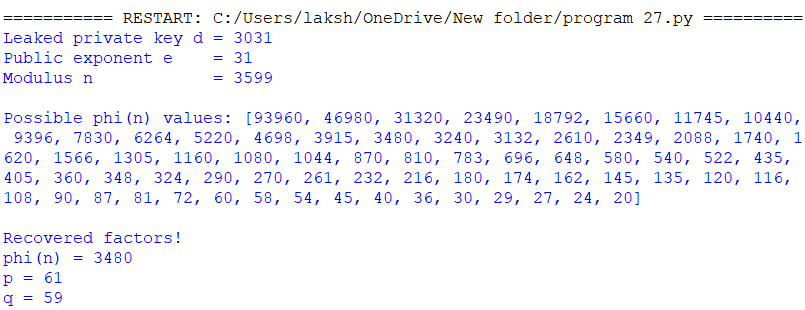 =========== RESTART: C:/Users/laksh/OneDrive/New folder/program 27.py ==========
Leaked private key d = 3031
Public exponent e    = 31
Modulus n            = 3599

Possible phi(n) values: [93960, 46980, 31320, 23490, 18792, 15660, 11745, 10440,
 9396, 7830, 6264, 5220, 4698, 3915, 3480, 3240, 3132, 2610, 2349, 2088, 1740, 1
620, 1566, 1305, 1160, 1080, 1044, 870, 810, 783, 696, 648, 580, 540, 522, 435,
405, 360, 348, 324, 290, 270, 261, 232, 216, 180, 174, 162, 145, 135, 120, 116,
108, 90, 87, 81, 72, 60, 58, 54, 45, 40, 36, 30, 29, 27, 24, 20]

Recovered factors!
phi(n) = 3480
p = 61
q = 59